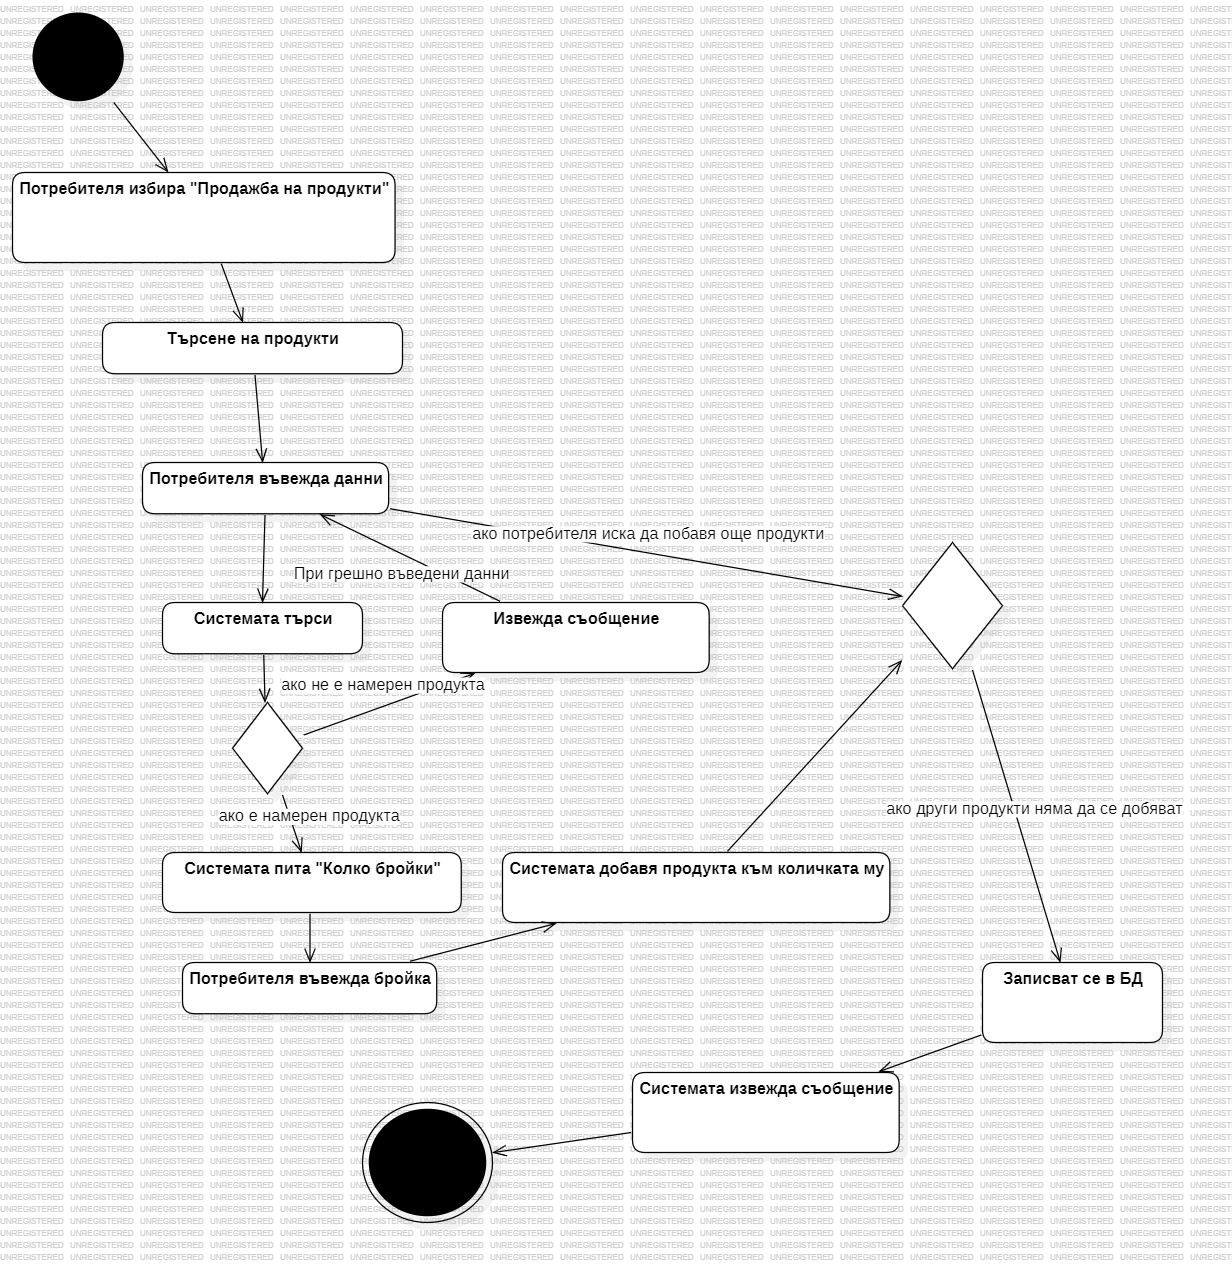 Потребителя избира "Продажба на продукти"
Търсене на продукти
Потребителя въвежда данни
ако потребителя иска да побавя още продукти
При грешно въведени данни
Системата търси
Извежда съобщение
ако не е намерен продукта
ако е намерен продукта
ако други продукти няма да се добяват
Системата пита "Колко бройки"
Системата добавя продукта към количката му
Потребителя въвежда бройка
Записват се в БД
Системата извежда съобщение
UNREGISTERED